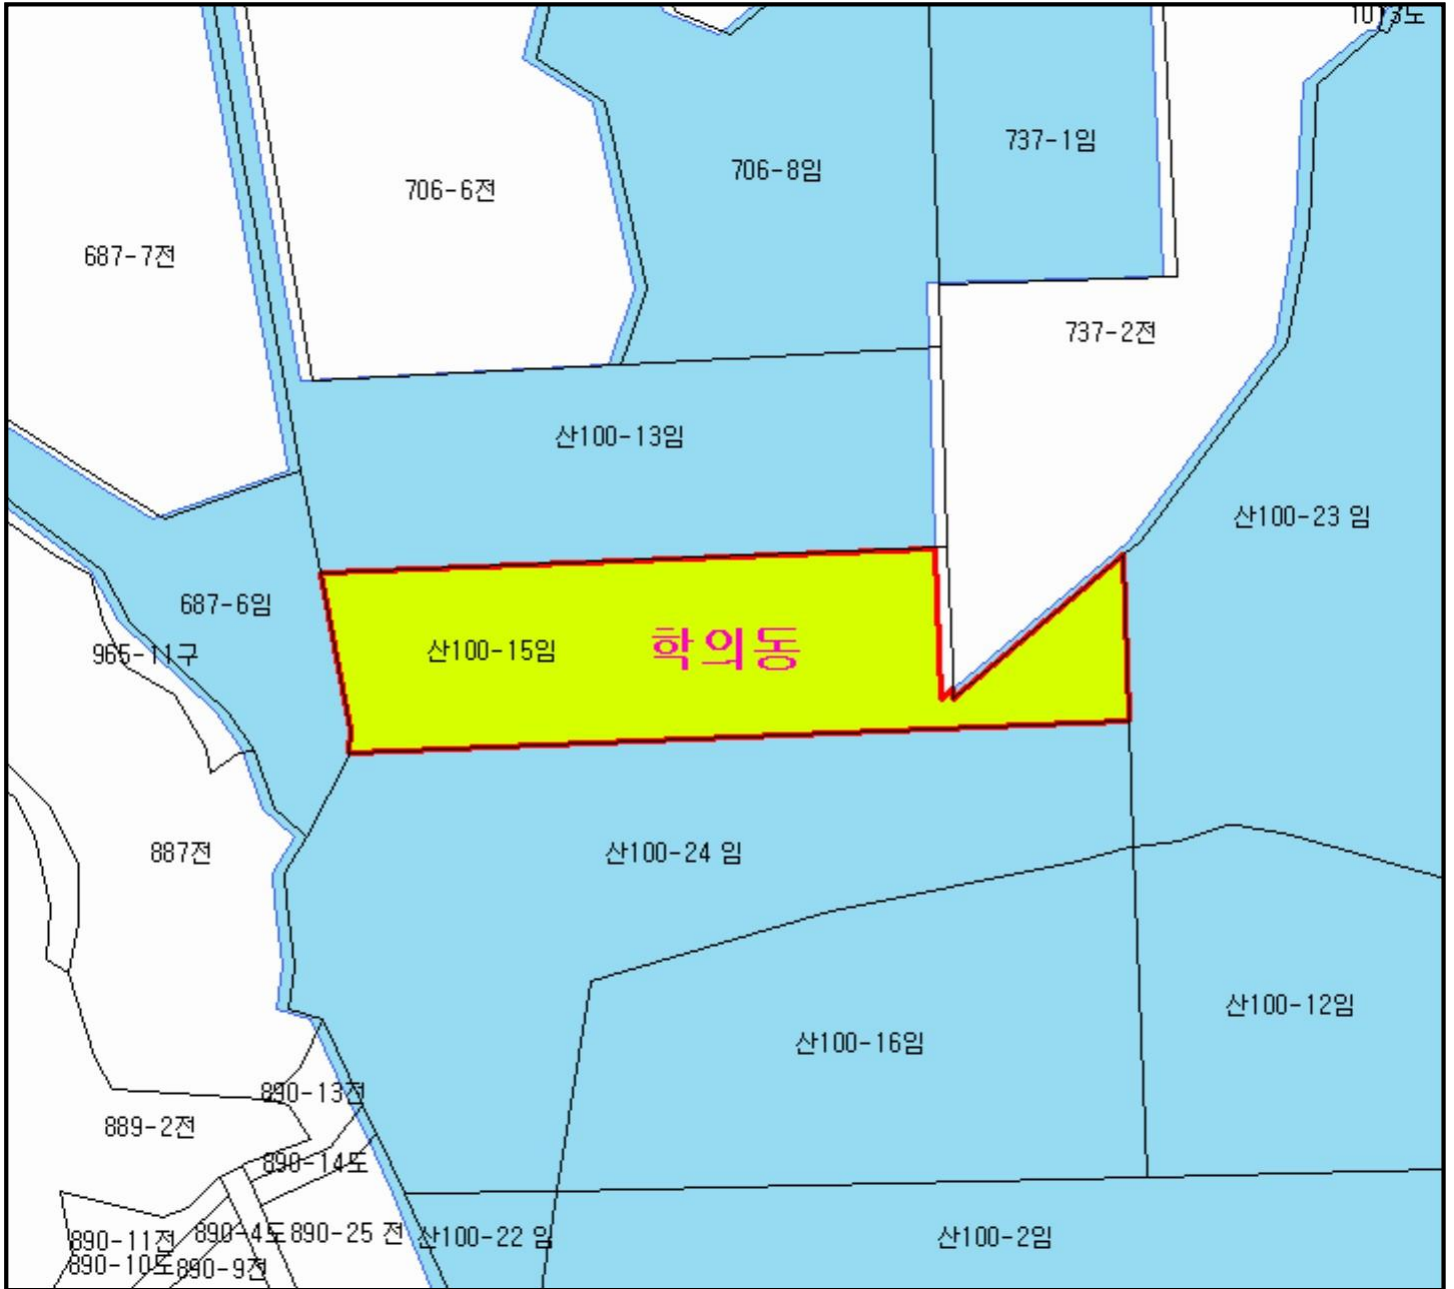 737-1임
706-8임
706-6전
687-7전
737-2전
산100-13임
산100-23 임
687-6임
학의동
산100-15임
965-11구
887전
산100-24 임
산100-12임
산100-16임
890-13전
889-2전
890-14도
890-11전
890-4도
890-25 전
산100-22 임
산100-2임
890-10도
890-9전